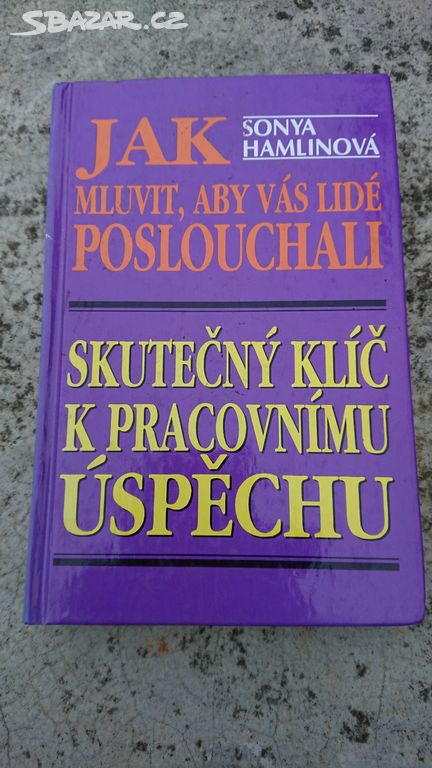 SBAZAR.CZ
JAK
SONYA
HAMLINOVÁ
MLUVIT, ABY VÁS LIDÉ
POSLOUCHALI
SKUTEČNÝ KLÍČ
K PRACOVNÍMU
ÚSPĚCHU